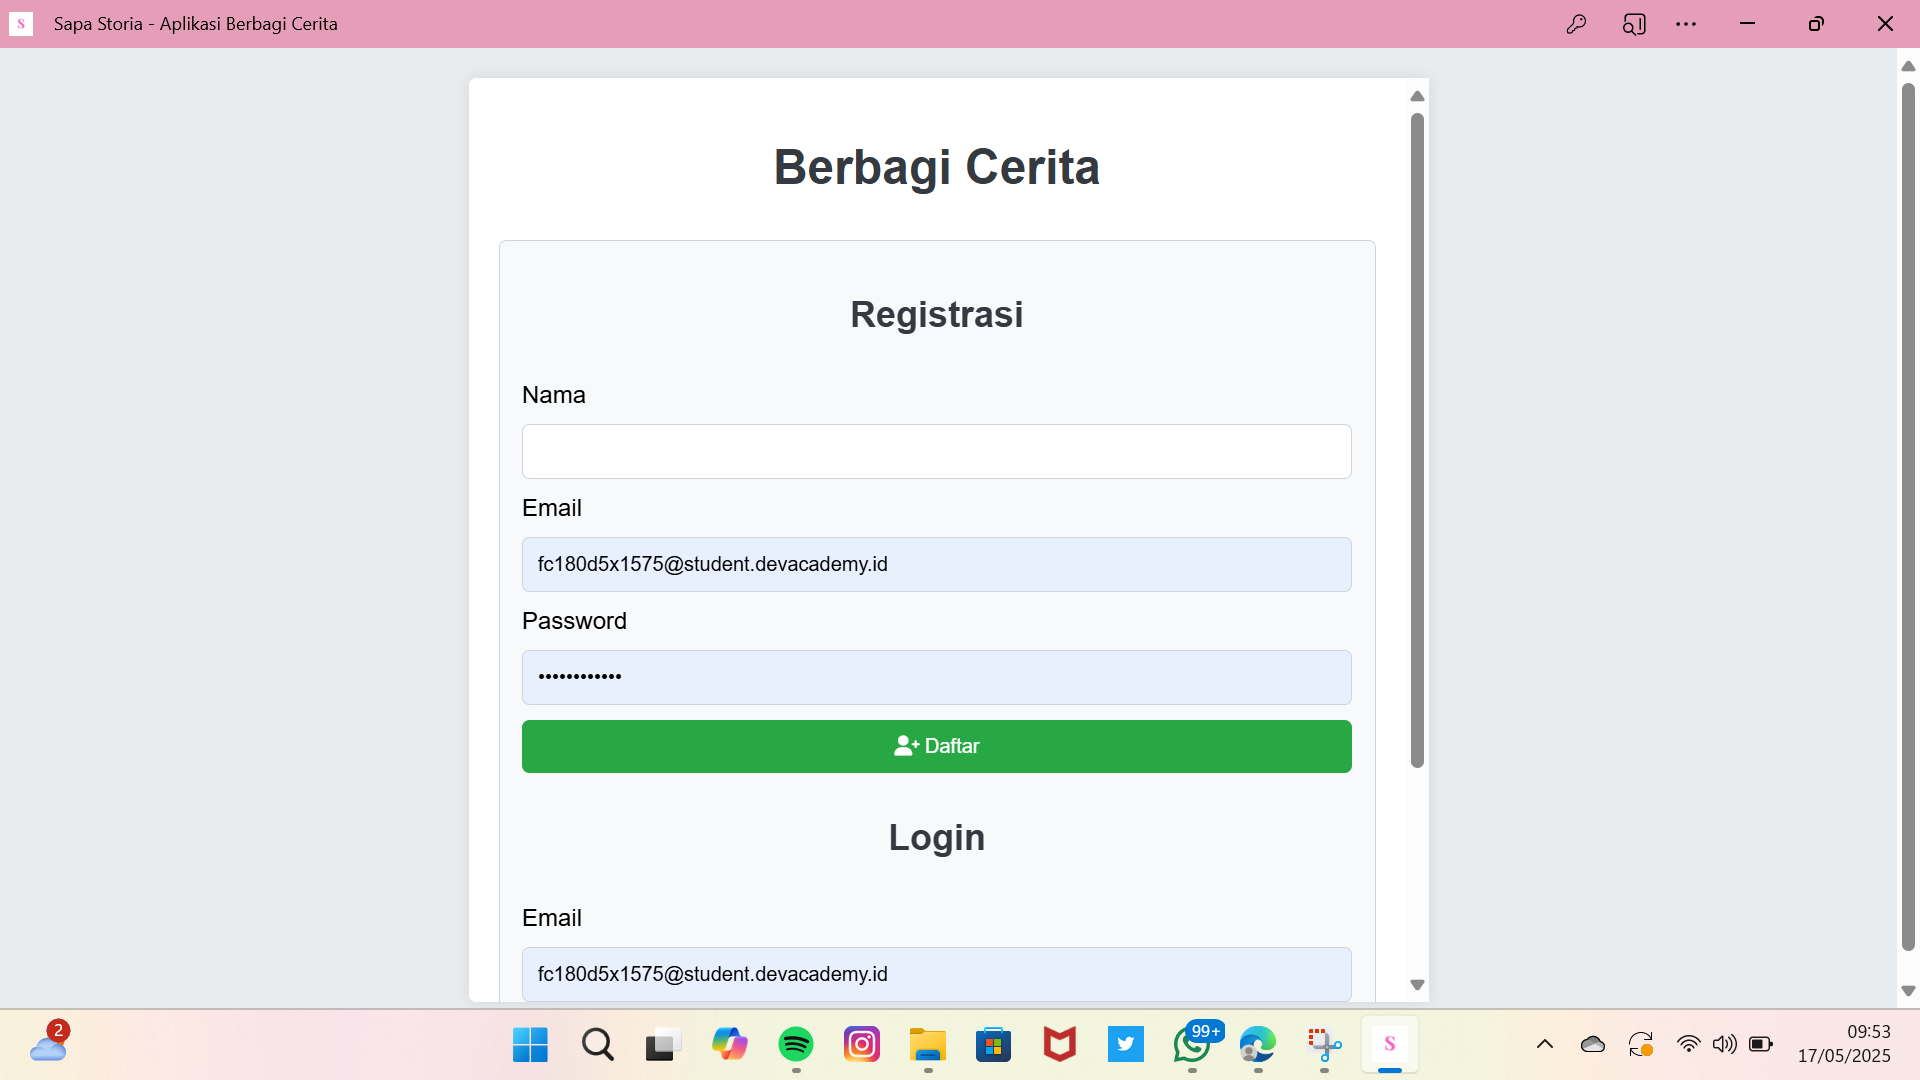 S Sapa Storia - Aplikasi Berbagi Cerita
Berbagi Cerita
Registrasi
Nama
Email
fc180d5x1575@student.devacademy.id
Password
••••••••••••
Daftar
Login
Email
fc180d5x1575@student.devacademy.id
2
99+
S
09:53
17/05/2025